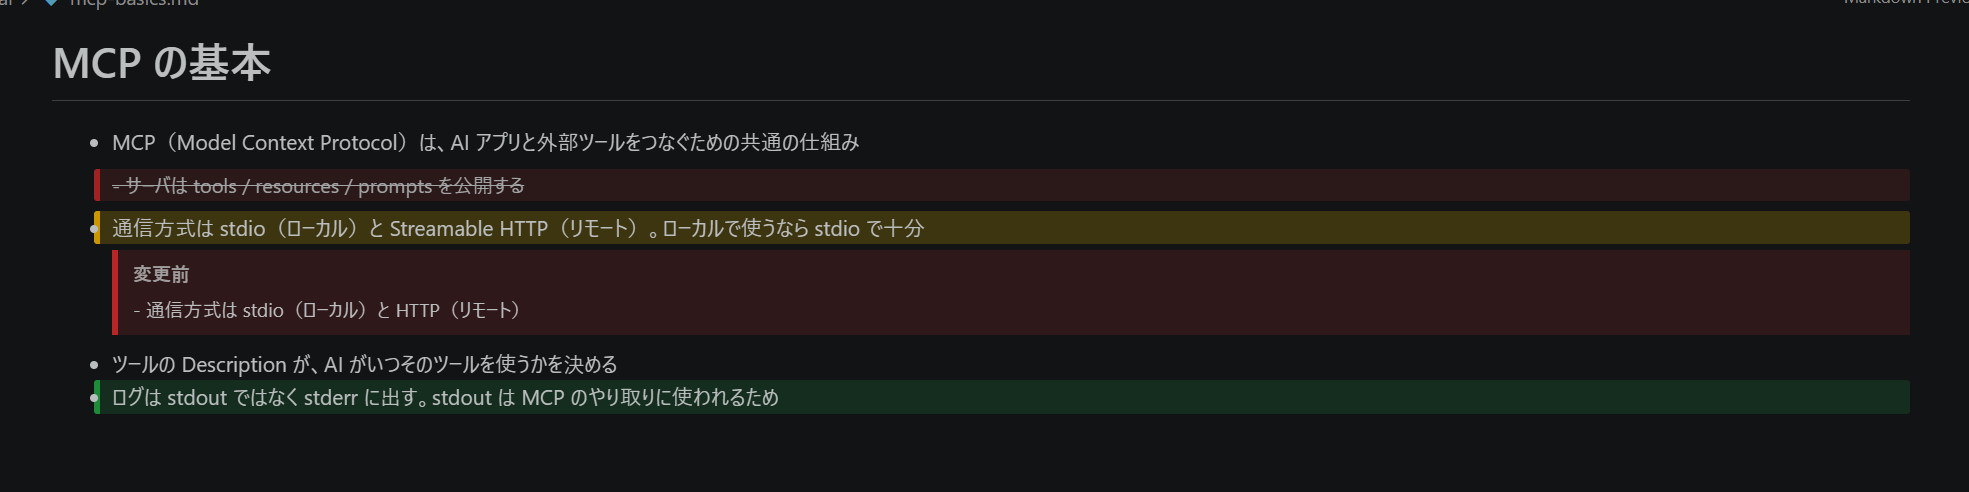 mcp-basics.md
MCP の基本
MCP（Model Context Protocol）は、AI アプリと外部ツールをつなぐための共通の仕組み
- サーバは tools / resources / prompts を公開する
通信方式は stdio（ローカル）と Streamable HTTP（リモート）。ローカルで使うなら stdio で十分
変更前
- 通信方式は stdio（ローカル）と HTTP（リモート）
ツールの Description が、AI がいつそのツールを使うかを決める
ログは stdout ではなく stderr に出す。stdout は MCP のやり取りに使われるため